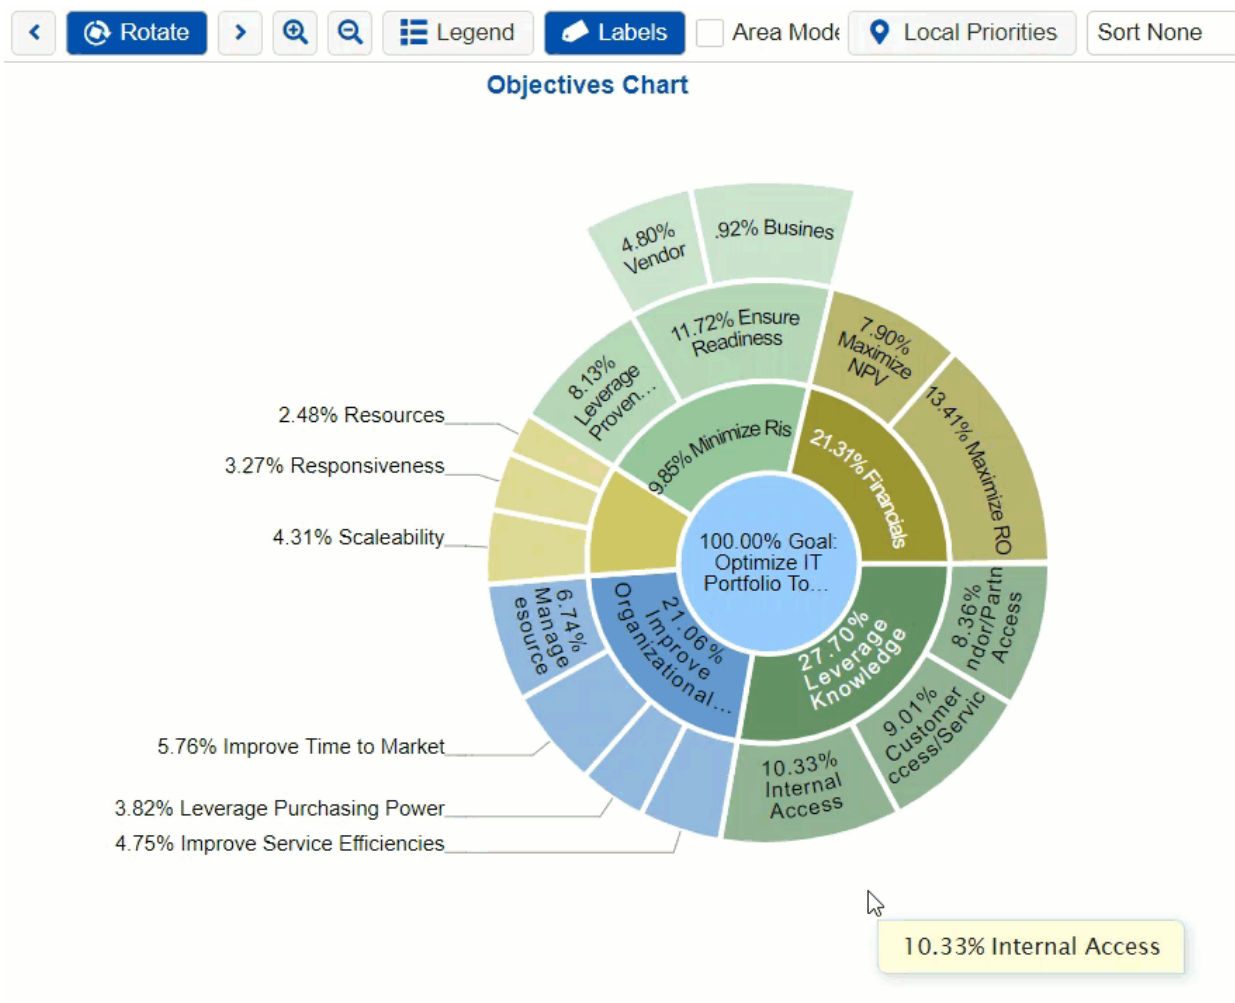 Rotate
Legend
Labels
Area Mode
Local Priorities
Sort None
Objectives Chart
4.80%
Vendor
.92% Busines
11.72% Ensure
Readiness
8.13%
Leverage
Proven...
7.90%
Maximize
NPV
13.41% Maximize RO
9.85% Minimize Ris
21.31% Financials
2.48% Resources
3.27% Responsiveness
4.31% Scaleability
100.00% Goal:
Optimize IT
Portfolio To...
6.74%
Manage
esource
21.06%
Improve
Organizational...
27.70%
Leverage
Knowledge
8.36%
ndor/Partn
Access
9.01%
Customer
ccess/Servic
10.33%
Internal
Access
5.76% Improve Time to Market
3.82% Leverage Purchasing Power
4.75% Improve Service Efficiencies
10.33% Internal Access